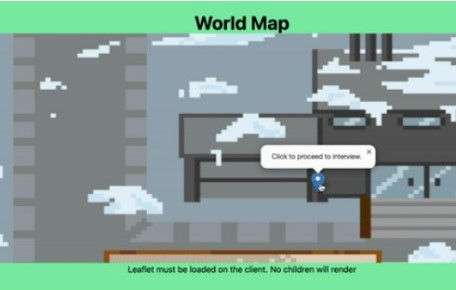 World Map
Click to proceed to interview.
Leaflet must be loaded on the client. No children will render